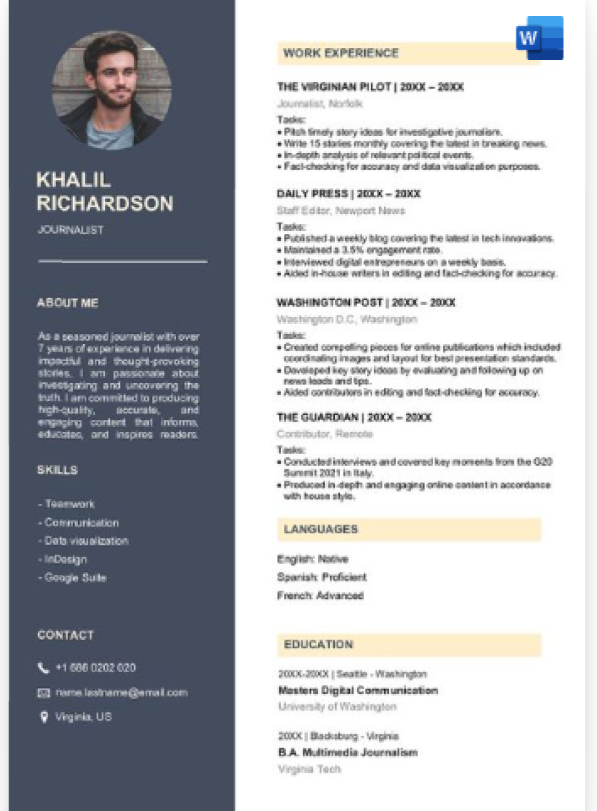 KHALIL
RICHARDSON
JOURNALIST
ABOUT ME
As a seasoned journalist with over
7 years of experience in delivering
impactful and thought-provoking
stories, I am passionate about
investigating and uncovering the
truth. I am committed to producing
high-quality, accurate, and
engaging content that informs,
educates, and inspires readers.
SKILLS
- Teamwork
- Communication
- Data visualization
- InDesign
- Google Suite
CONTACT
+1 686 0202 020
name.lastname@email.com
Virginia, US
W
WORK EXPERIENCE
THE VIRGINIAN PILOT | 20XX – 20XX
Journalist, Norfolk
Tasks:
• Pitch timely story ideas for investigative journalism.
• Write 15 stories monthly covering the latest in breaking news.
• In-depth analysis of relevant political events.
• Fact-checking for accuracy and data visualization purposes.
DAILY PRESS | 20XX – 20XX
Staff Editor, Newport News
Tasks:
• Published a weekly blog covering the latest in tech innovations.
• Maintained a 3.5% engagement rate.
• Interviewed digital entrepreneurs on a weekly basis.
• Aided in-house writers in editing and fact-checking for accuracy.
WASHINGTON POST | 20XX – 20XX
Washington D.C, Washington
Tasks:
• Created compelling pieces for online publications which included
coordinating images and layout for best presentation standards.
• Developed key story ideas by evaluating and following up on
news leads and tips.
• Aided contributors in editing and fact-checking for accuracy.
THE GUARDIAN | 20XX – 20XX
Contributor, Remote
Tasks:
• Conducted interviews and covered key moments from the G20
Summit 2021 in Italy.
• Produced in-depth and engaging online content in accordance
with house style.
LANGUAGES
English: Native
Spanish: Proficient
French: Advanced
EDUCATION
20XX-20XX | Seattle - Washington
Masters Digital Communication
University of Washington
20XX | Blacksburg - Virginia
B.A. Multimedia Journalism
Virginia Tech